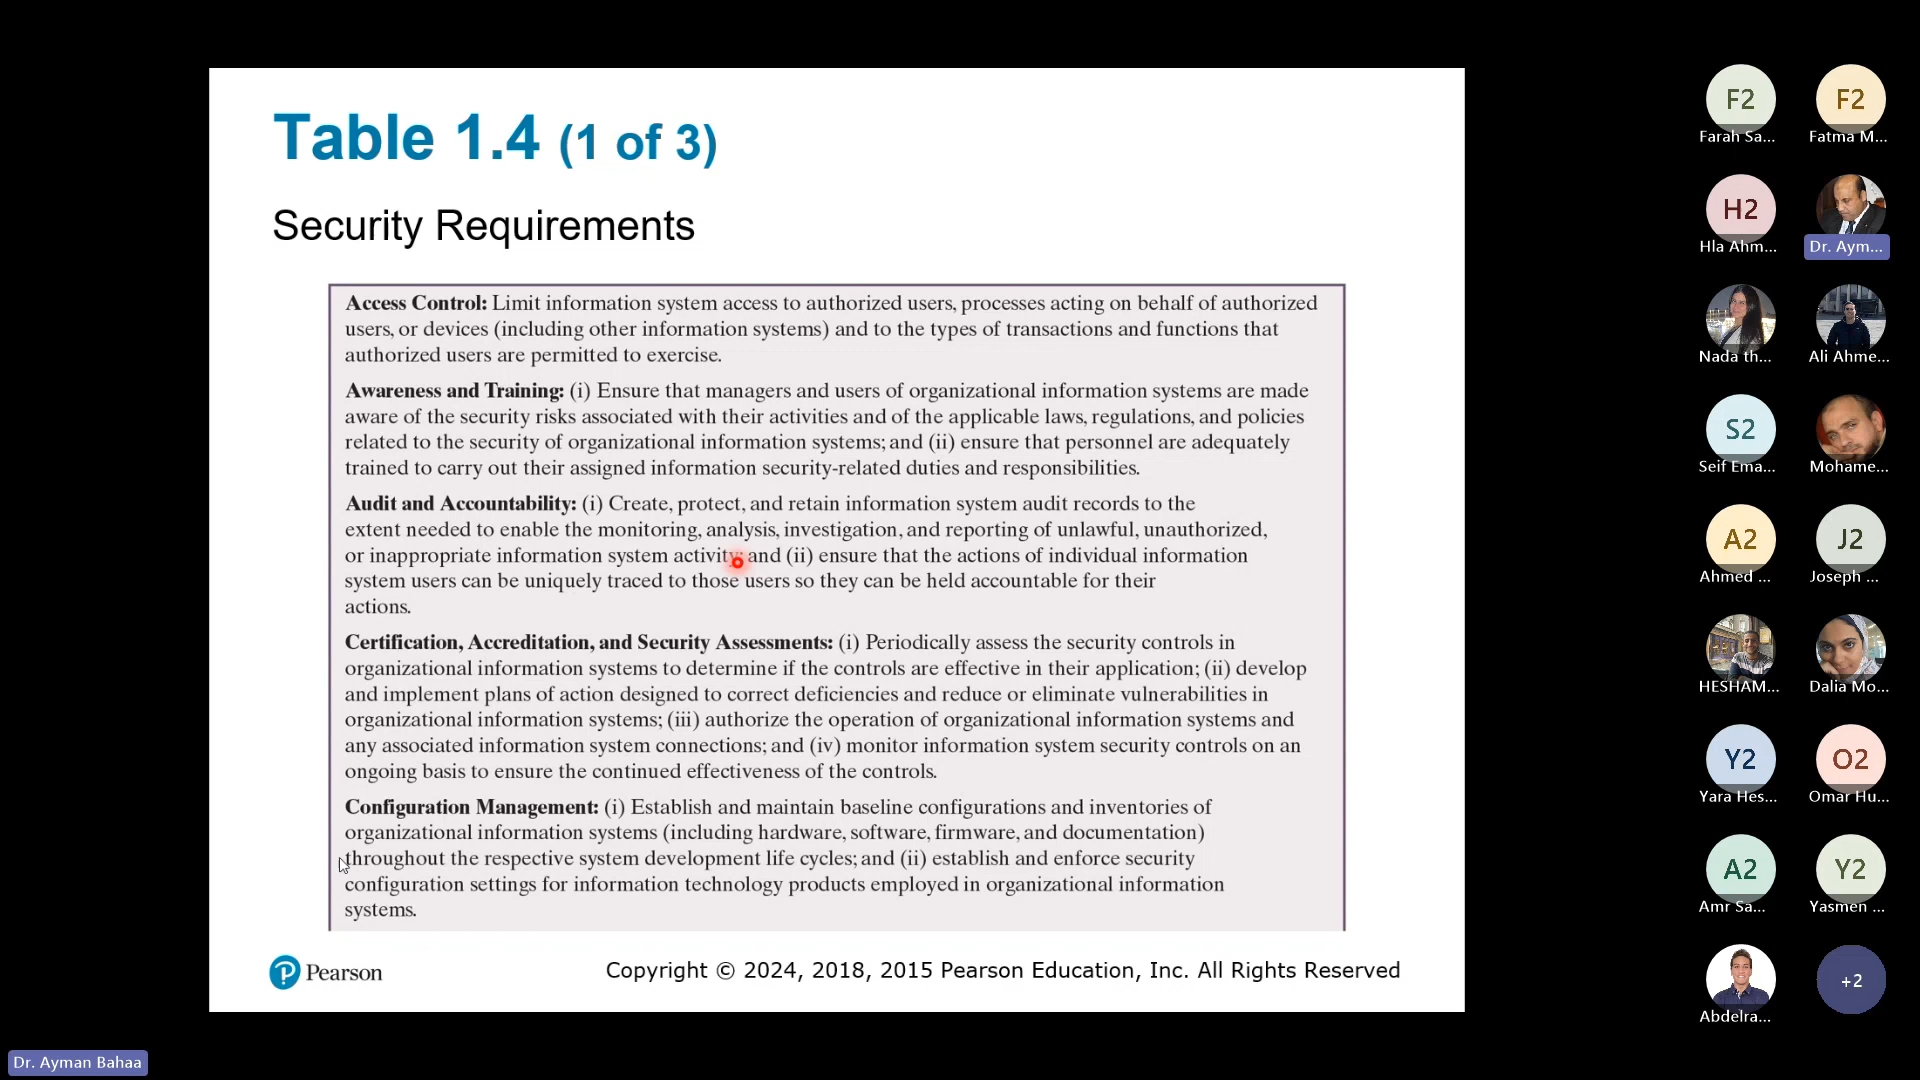 Table 1.4 (1 of 3)
Security Requirements
Access Control: Limit information system access to authorized users, processes acting on behalf of authorized
users, or devices (including other information systems) and to the types of transactions and functions that
authorized users are permitted to exercise.
Awareness and Training: (i) Ensure that managers and users of organizational information systems are made
aware of the security risks associated with their activities and of the applicable laws, regulations, and policies
related to the security of organizational information systems; and (ii) ensure that personnel are adequately
trained to carry out their assigned information security-related duties and responsibilities.
Audit and Accountability: (i) Create, protect, and retain information system audit records to the
extent needed to enable the monitoring, analysis, investigation, and reporting of unlawful, unauthorized,
or inappropriate information system activity; and (ii) ensure that the actions of individual information
system users can be uniquely traced to those users so they can be held accountable for their
actions.
Certification, Accreditation, and Security Assessments: (i) Periodically assess the security controls in
organizational information systems to determine if the controls are effective in their application; (ii) develop
and implement plans of action designed to correct deficiencies and reduce or eliminate vulnerabilities in
organizational information systems; (iii) authorize the operation of organizational information systems and
any associated information system connections; and (iv) monitor information system security controls on an
ongoing basis to ensure the continued effectiveness of the controls.
Configuration Management: (i) Establish and maintain baseline configurations and inventories of
organizational information systems (including hardware, software, firmware, and documentation)
throughout the respective system development life cycles; and (ii) establish and enforce security
configuration settings for information technology products employed in organizational information
systems.
P Pearson
Copyright © 2024, 2018, 2015 Pearson Education, Inc. All Rights Reserved
F2 F2
Farah Sa... Fatma M...
H2
Hla Ahm... Dr. Aym...
Nada th... Ali Ahme...
S2
Seif Ema... Mohame...
A2 J2
Ahmed ... Joseph ...
HESHAM... Dalia Mo...
Y2 O2
Yara Hes... Omar Hu...
A2 Y2
Amr Sa... Yasmen ...
+2
Abdelra...
Dr. Ayman Bahaa